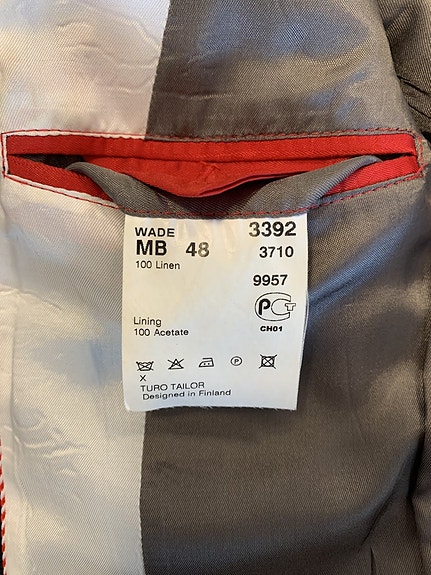 WADE 3392
MB 48 3710
100 Linen
9957
PCT
CH01
Lining
100 Acetate
P
X
TURO TAILOR
Designed in Finland